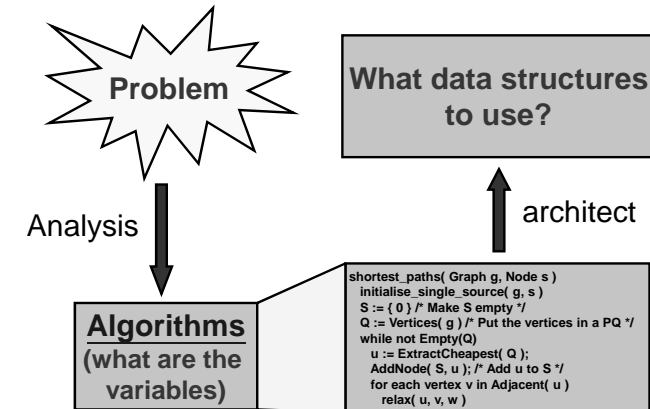 Problem
What data structures
to use?
Analysis
architect
Algorithms
(what are the
variables)
shortest_paths( Graph g, Node s )
initialise_single_source( g, s )
S := { 0 } /* Make S empty */
Q := Vertices( g ) /* Put the vertices in a PQ */
while not Empty(Q)
u := ExtractCheapest( Q );
AddNode( S, u ); /* Add u to S */
for each vertex v in Adjacent( u )
relax( u, v, w )